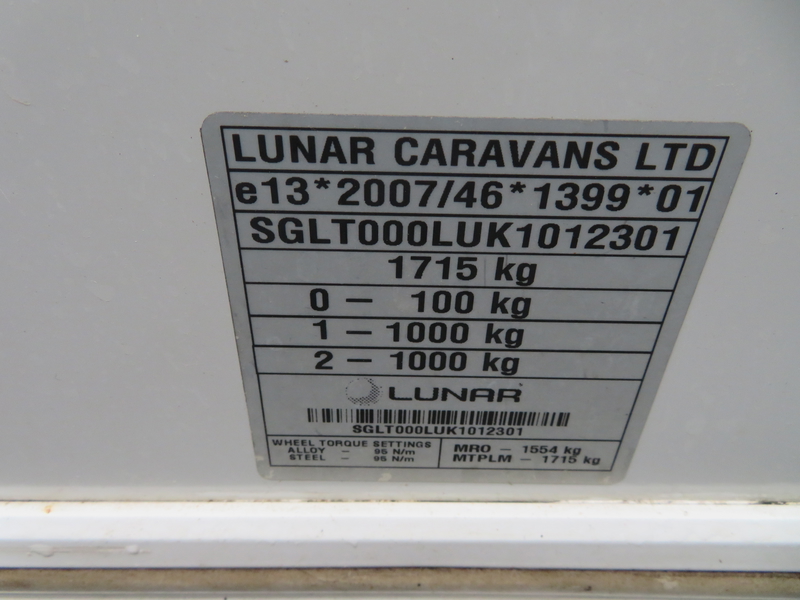 LUNAR CARAVANS LTD
e13*2007/46*1399*01
SGLT000LUK1012301
1715 kg
0 - 100 kg
1 - 1000 kg
2 - 1000 kg
LUNAR
SGLT000LUK1012301
WHEEL TORQUE SETTINGS
ALLOY - 95 N/m
STEEL - 95 N/m
MRO - 1554 kg
MTPLM - 1715 kg